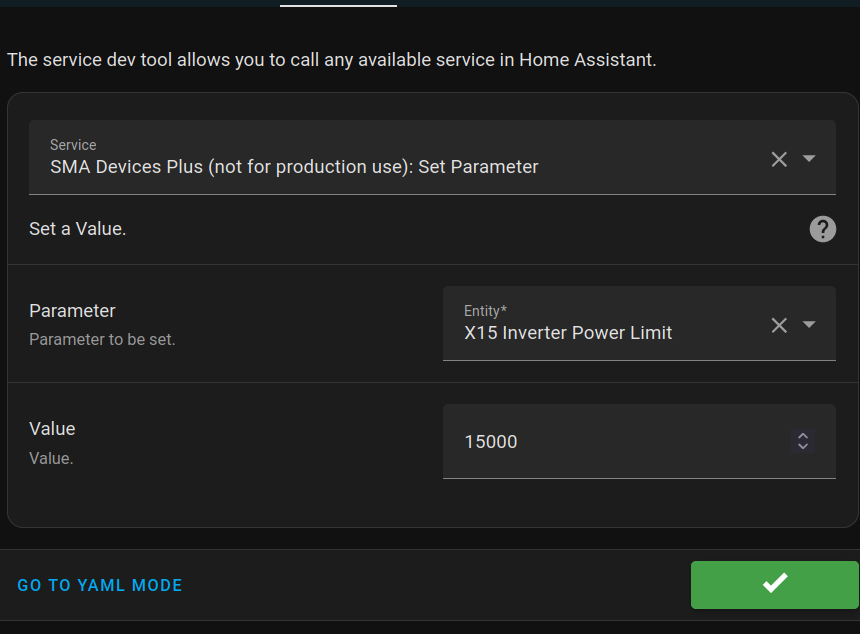 The service dev tool allows you to call any available service in Home Assistant.
Service
SMA Devices Plus (not for production use): Set Parameter
Set a Value.
Parameter
Parameter to be set.
Entity*
X15 Inverter Power Limit
Value
Value.
15000
GO TO YAML MODE